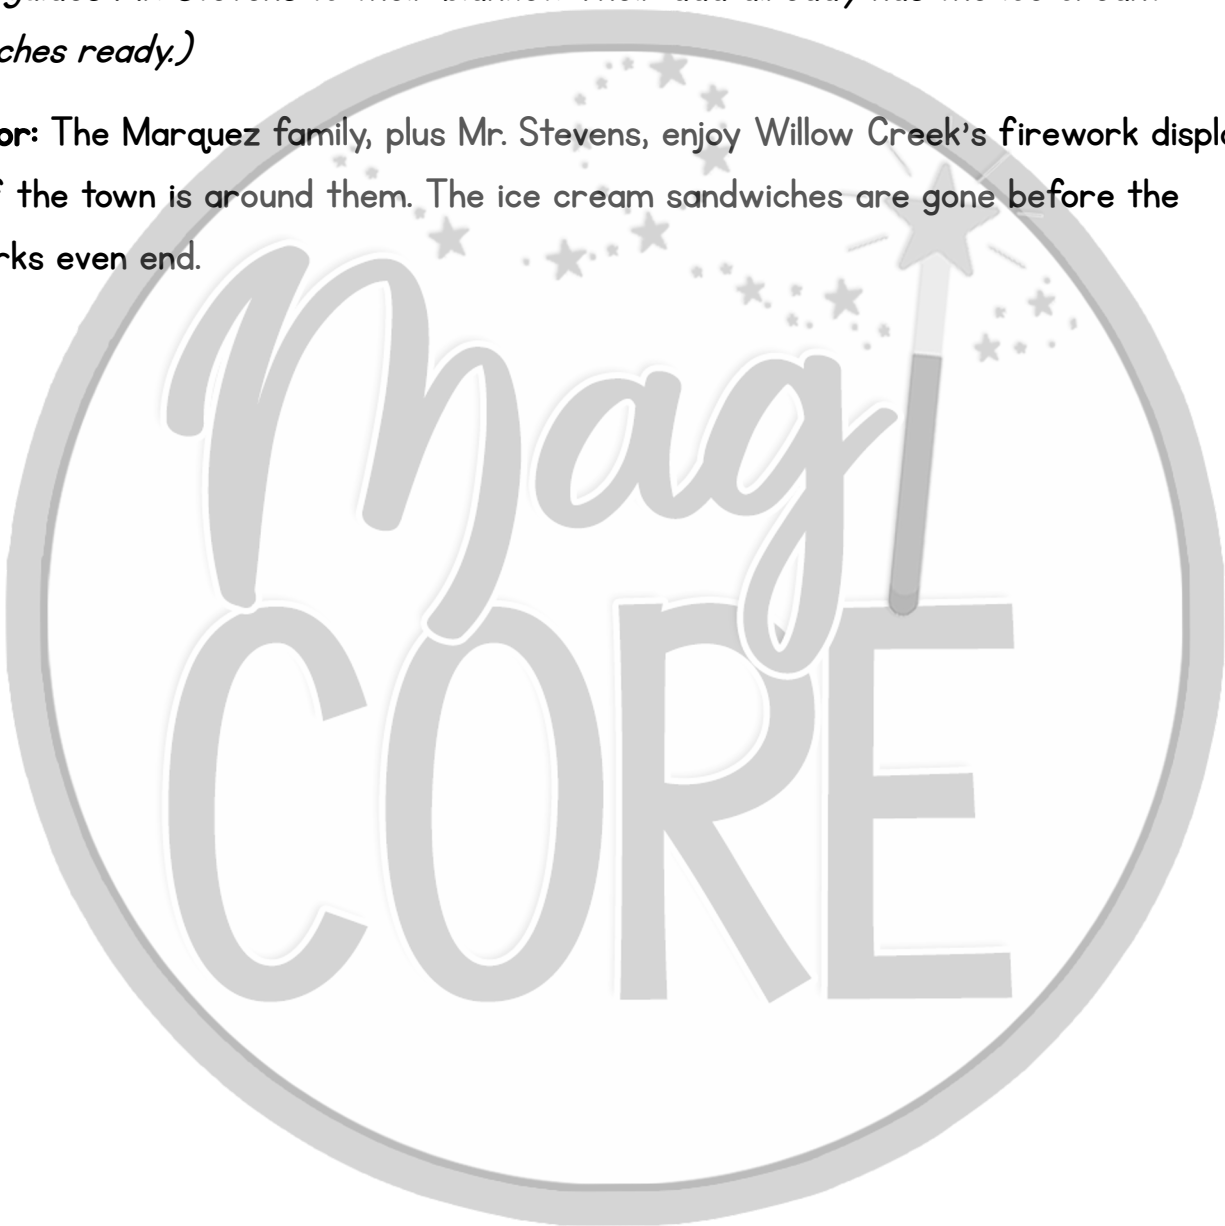 ches ready.)
or: The Marquez family, plus Mr. Stevens, enjoy Willow Creek's firework displ
the town is around them. The ice cream sandwiches are gone before the
rks even end.
Mag
CORE